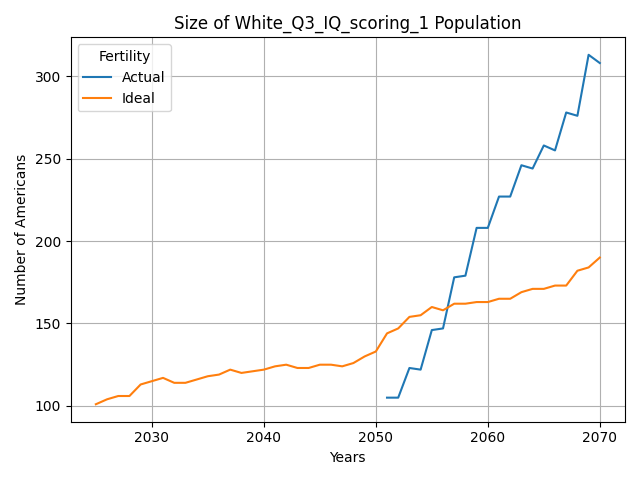 Size of White_Q3_IQ_scoring_1 Population
Fertility
Actual
Ideal
Number of Americans
300
250
200
150
100
2030
2040
2050
2060
2070
Years